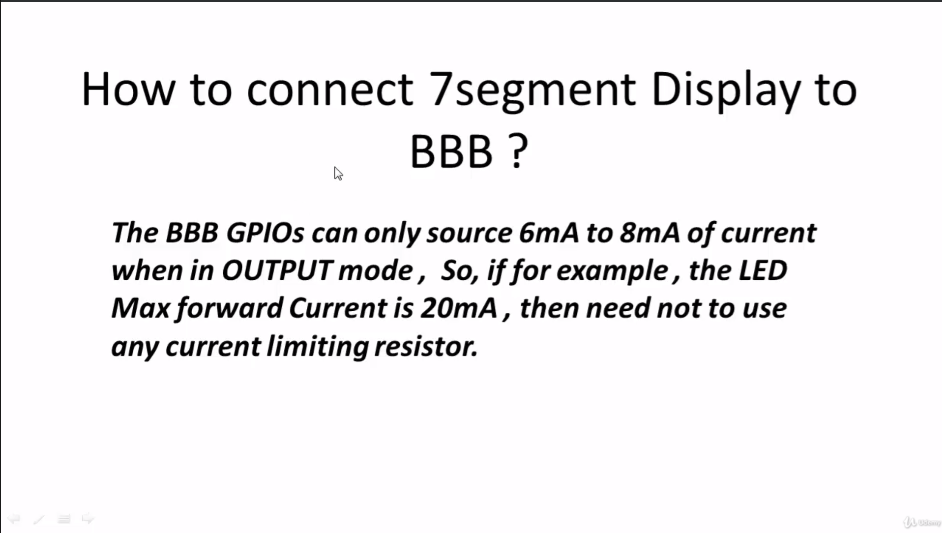 How to connect 7segment Display to
BBB ?
The BBB GPIOs can only source 6mA to 8mA of current
when in OUTPUT mode , So, if for example , the LED
Max forward Current is 20mA , then need not to use
any current limiting resistor.
Udemy